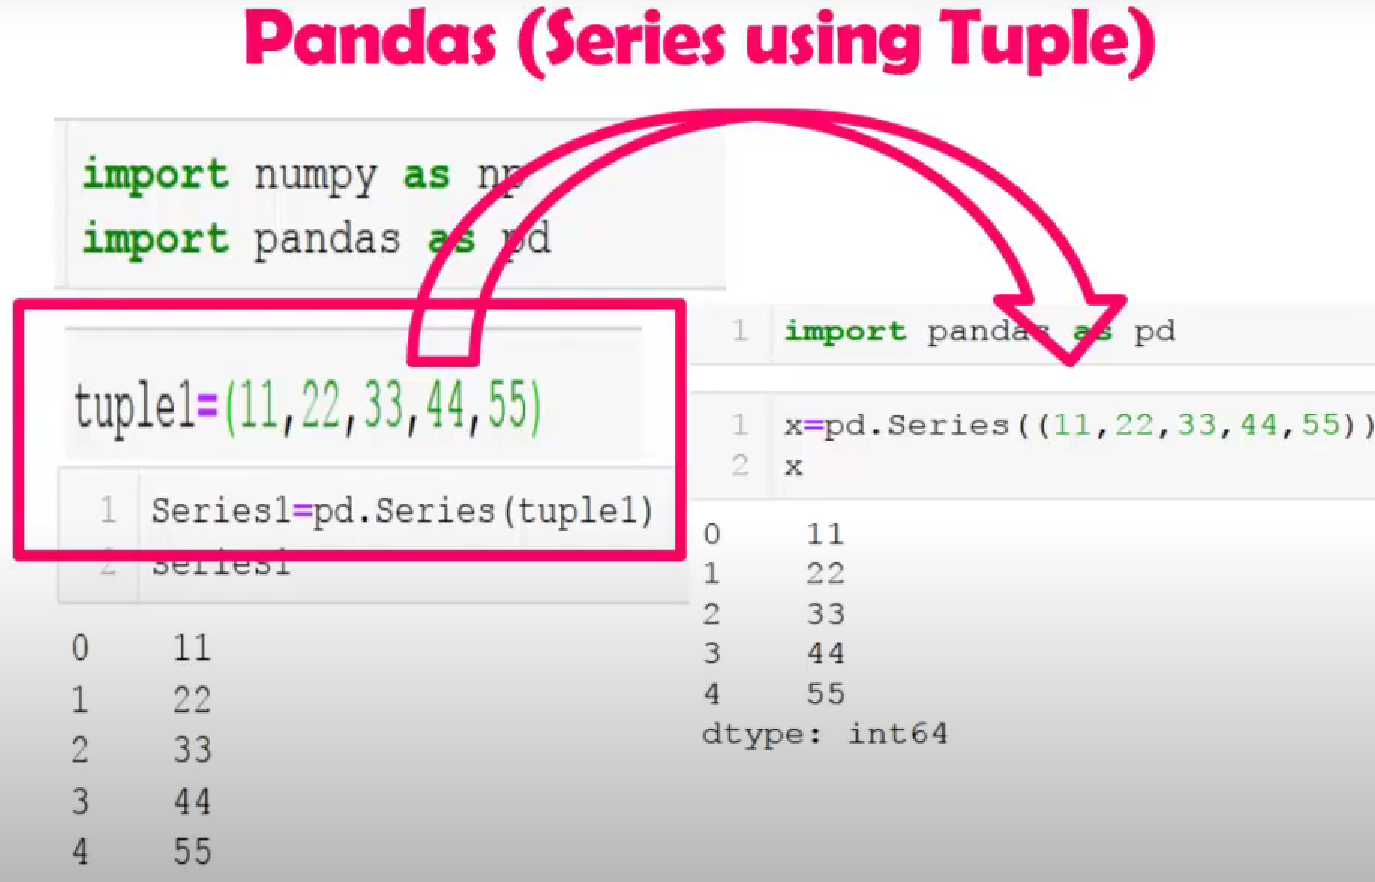 Pandas (Series using Tuple)
import numpy as np
import pandas as pd
tuple1=(11,22,33,44,55)
1 Series1=pd.Series(tuple1)
2 Series1
0 11
1 22
2 33
3 44
4 55
1 import pandas as pd
1 x=pd.Series((11,22,33,44,55))
2 x
0 11
1 22
2 33
3 44
4 55
dtype: int64